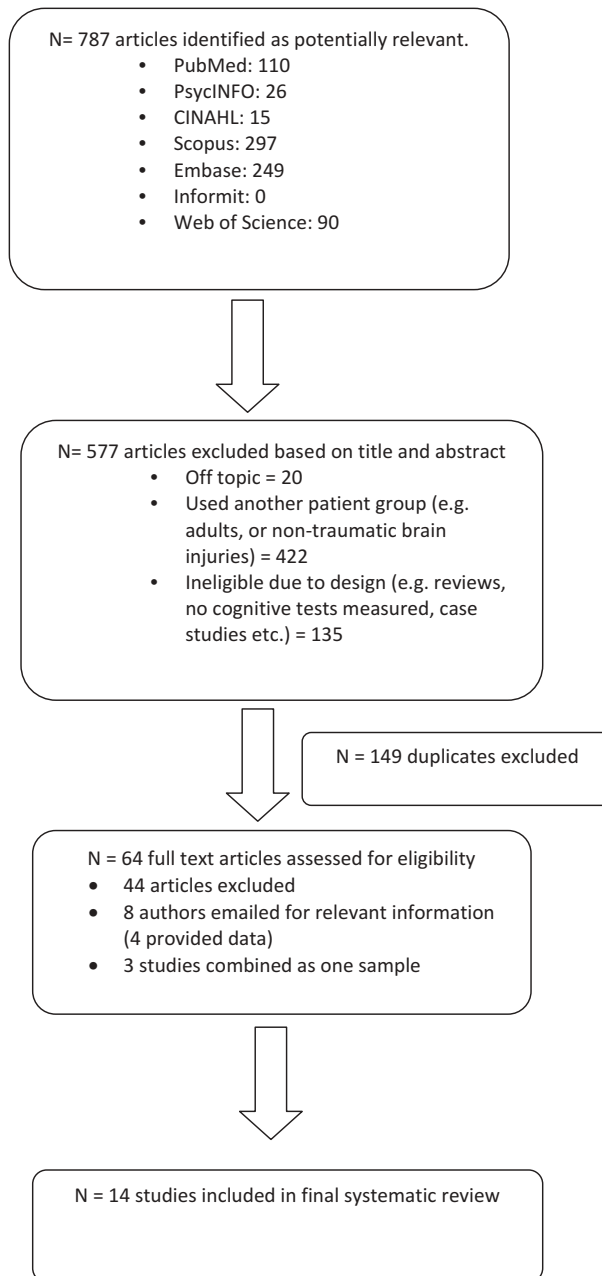 N= 787 articles identified as potentially relevant.
• PubMed: 110
• PsycINFO: 26
• CINAHL: 15
• Scopus: 297
• Embase: 249
• Informit: 0
• Web of Science: 90
N= 577 articles excluded based on title and abstract
• Off topic = 20
• Used another patient group (e.g.
adults, or non-traumatic brain
injuries) = 422
• Ineligible due to design (e.g. reviews,
no cognitive tests measured, case
studies etc.) = 135
N = 149 duplicates excluded
N = 64 full text articles assessed for eligibility
• 44 articles excluded
• 8 authors emailed for relevant information
(4 provided data)
• 3 studies combined as one sample
N = 14 studies included in final systematic review